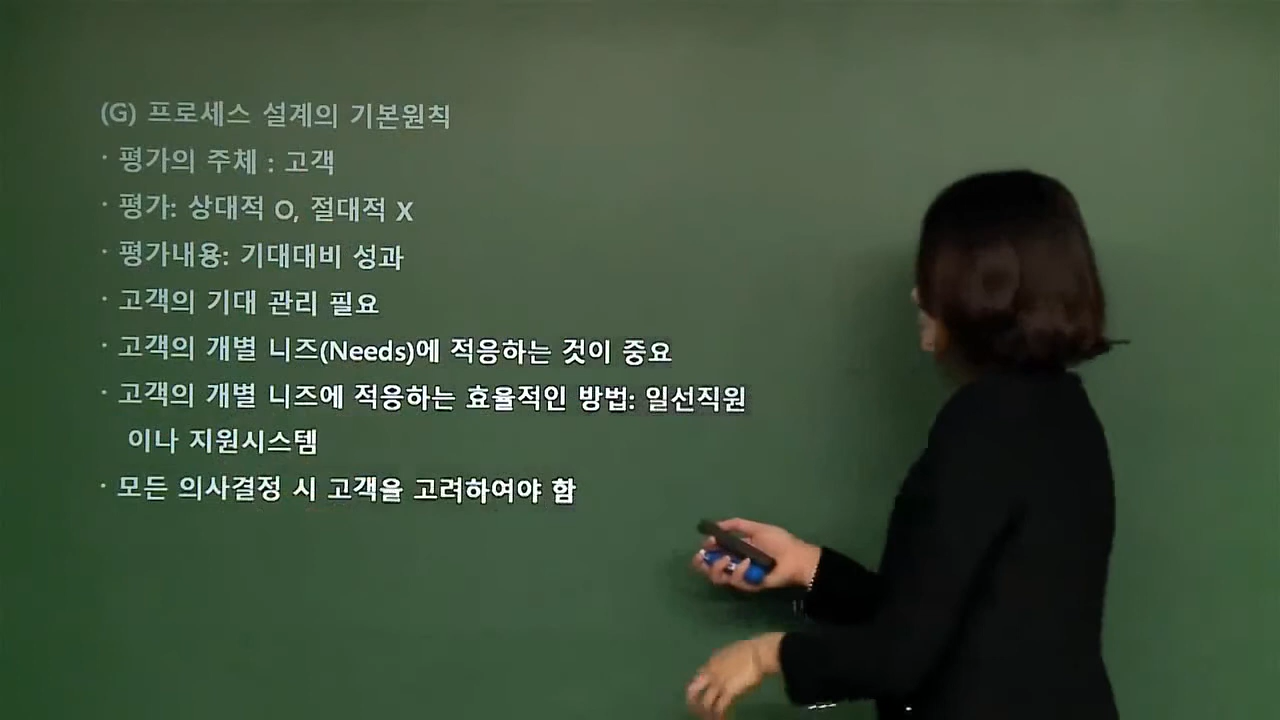 (G) 프로세스 설계의 기본원칙
· 평가의 주체 : 고객
· 평가: 상대적 O, 절대적 X
· 평가내용: 기대대비 성과
· 고객의 기대 관리 필요
· 고객의 개별 니즈(Needs)에 적응하는 것이 중요
· 고객의 개별 니즈에 적응하는 효율적인 방법: 일선직원
이나 지원시스템
· 모든 의사결정 시 고객을 고려하여야 함